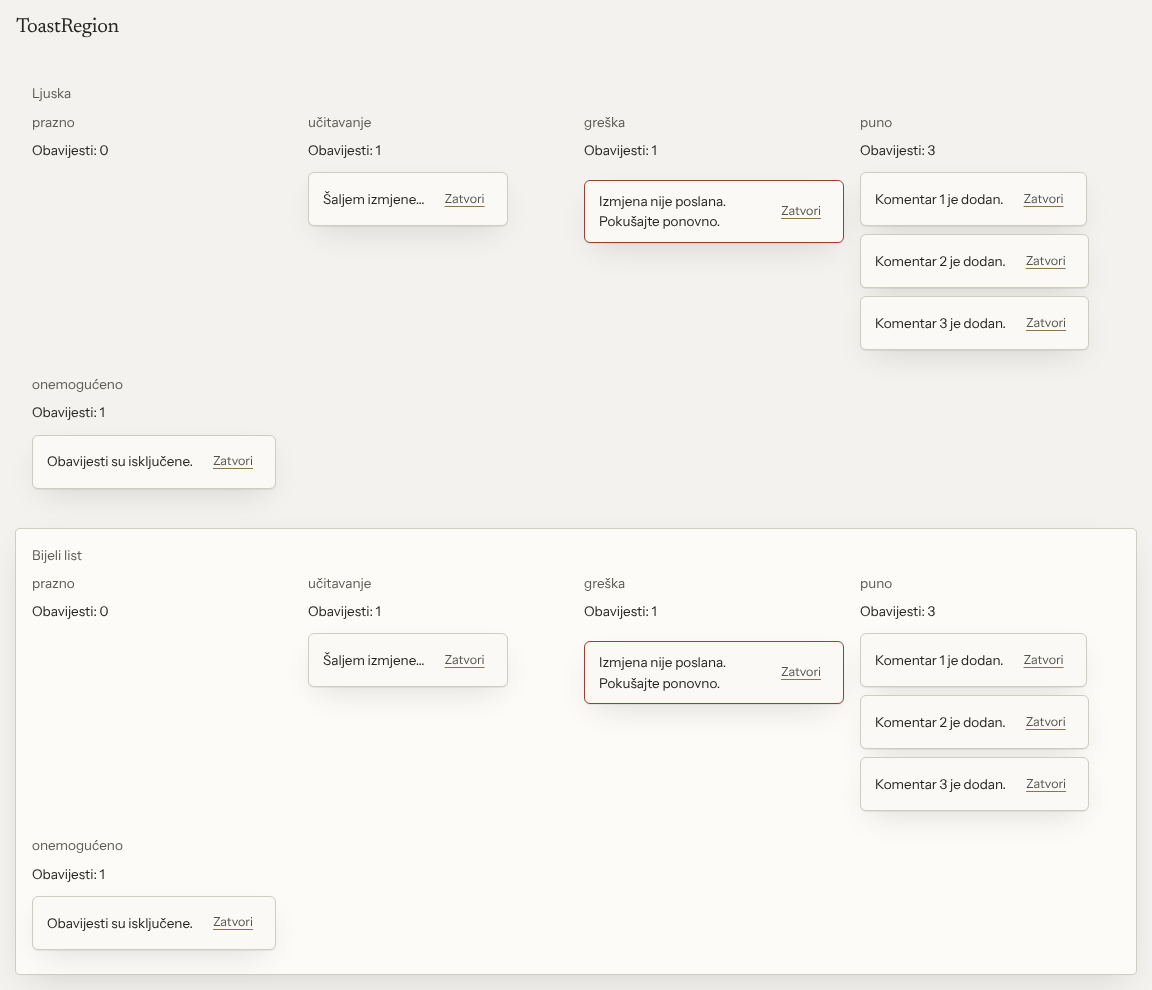 ToastRegion
Ljuska
prazno
Obavijesti: 0
učitavanje
Obavijesti: 1
Šaljem izmjene…
Zatvori
greška
Obavijesti: 1
Izmjena nije poslana.
Pokušajte ponovno.
Zatvori
puno
Obavijesti: 3
Komentar 1 je dodan.
Zatvori
Komentar 2 je dodan.
Zatvori
Komentar 3 je dodan.
Zatvori
onemogućeno
Obavijesti: 1
Obavijesti su isključene.
Zatvori
Bijeli list
prazno
Obavijesti: 0
učitavanje
Obavijesti: 1
Šaljem izmjene…
Zatvori
greška
Obavijesti: 1
Izmjena nije poslana.
Pokušajte ponovno.
Zatvori
puno
Obavijesti: 3
Komentar 1 je dodan.
Zatvori
Komentar 2 je dodan.
Zatvori
Komentar 3 je dodan.
Zatvori
onemogućeno
Obavijesti: 1
Obavijesti su isključene.
Zatvori